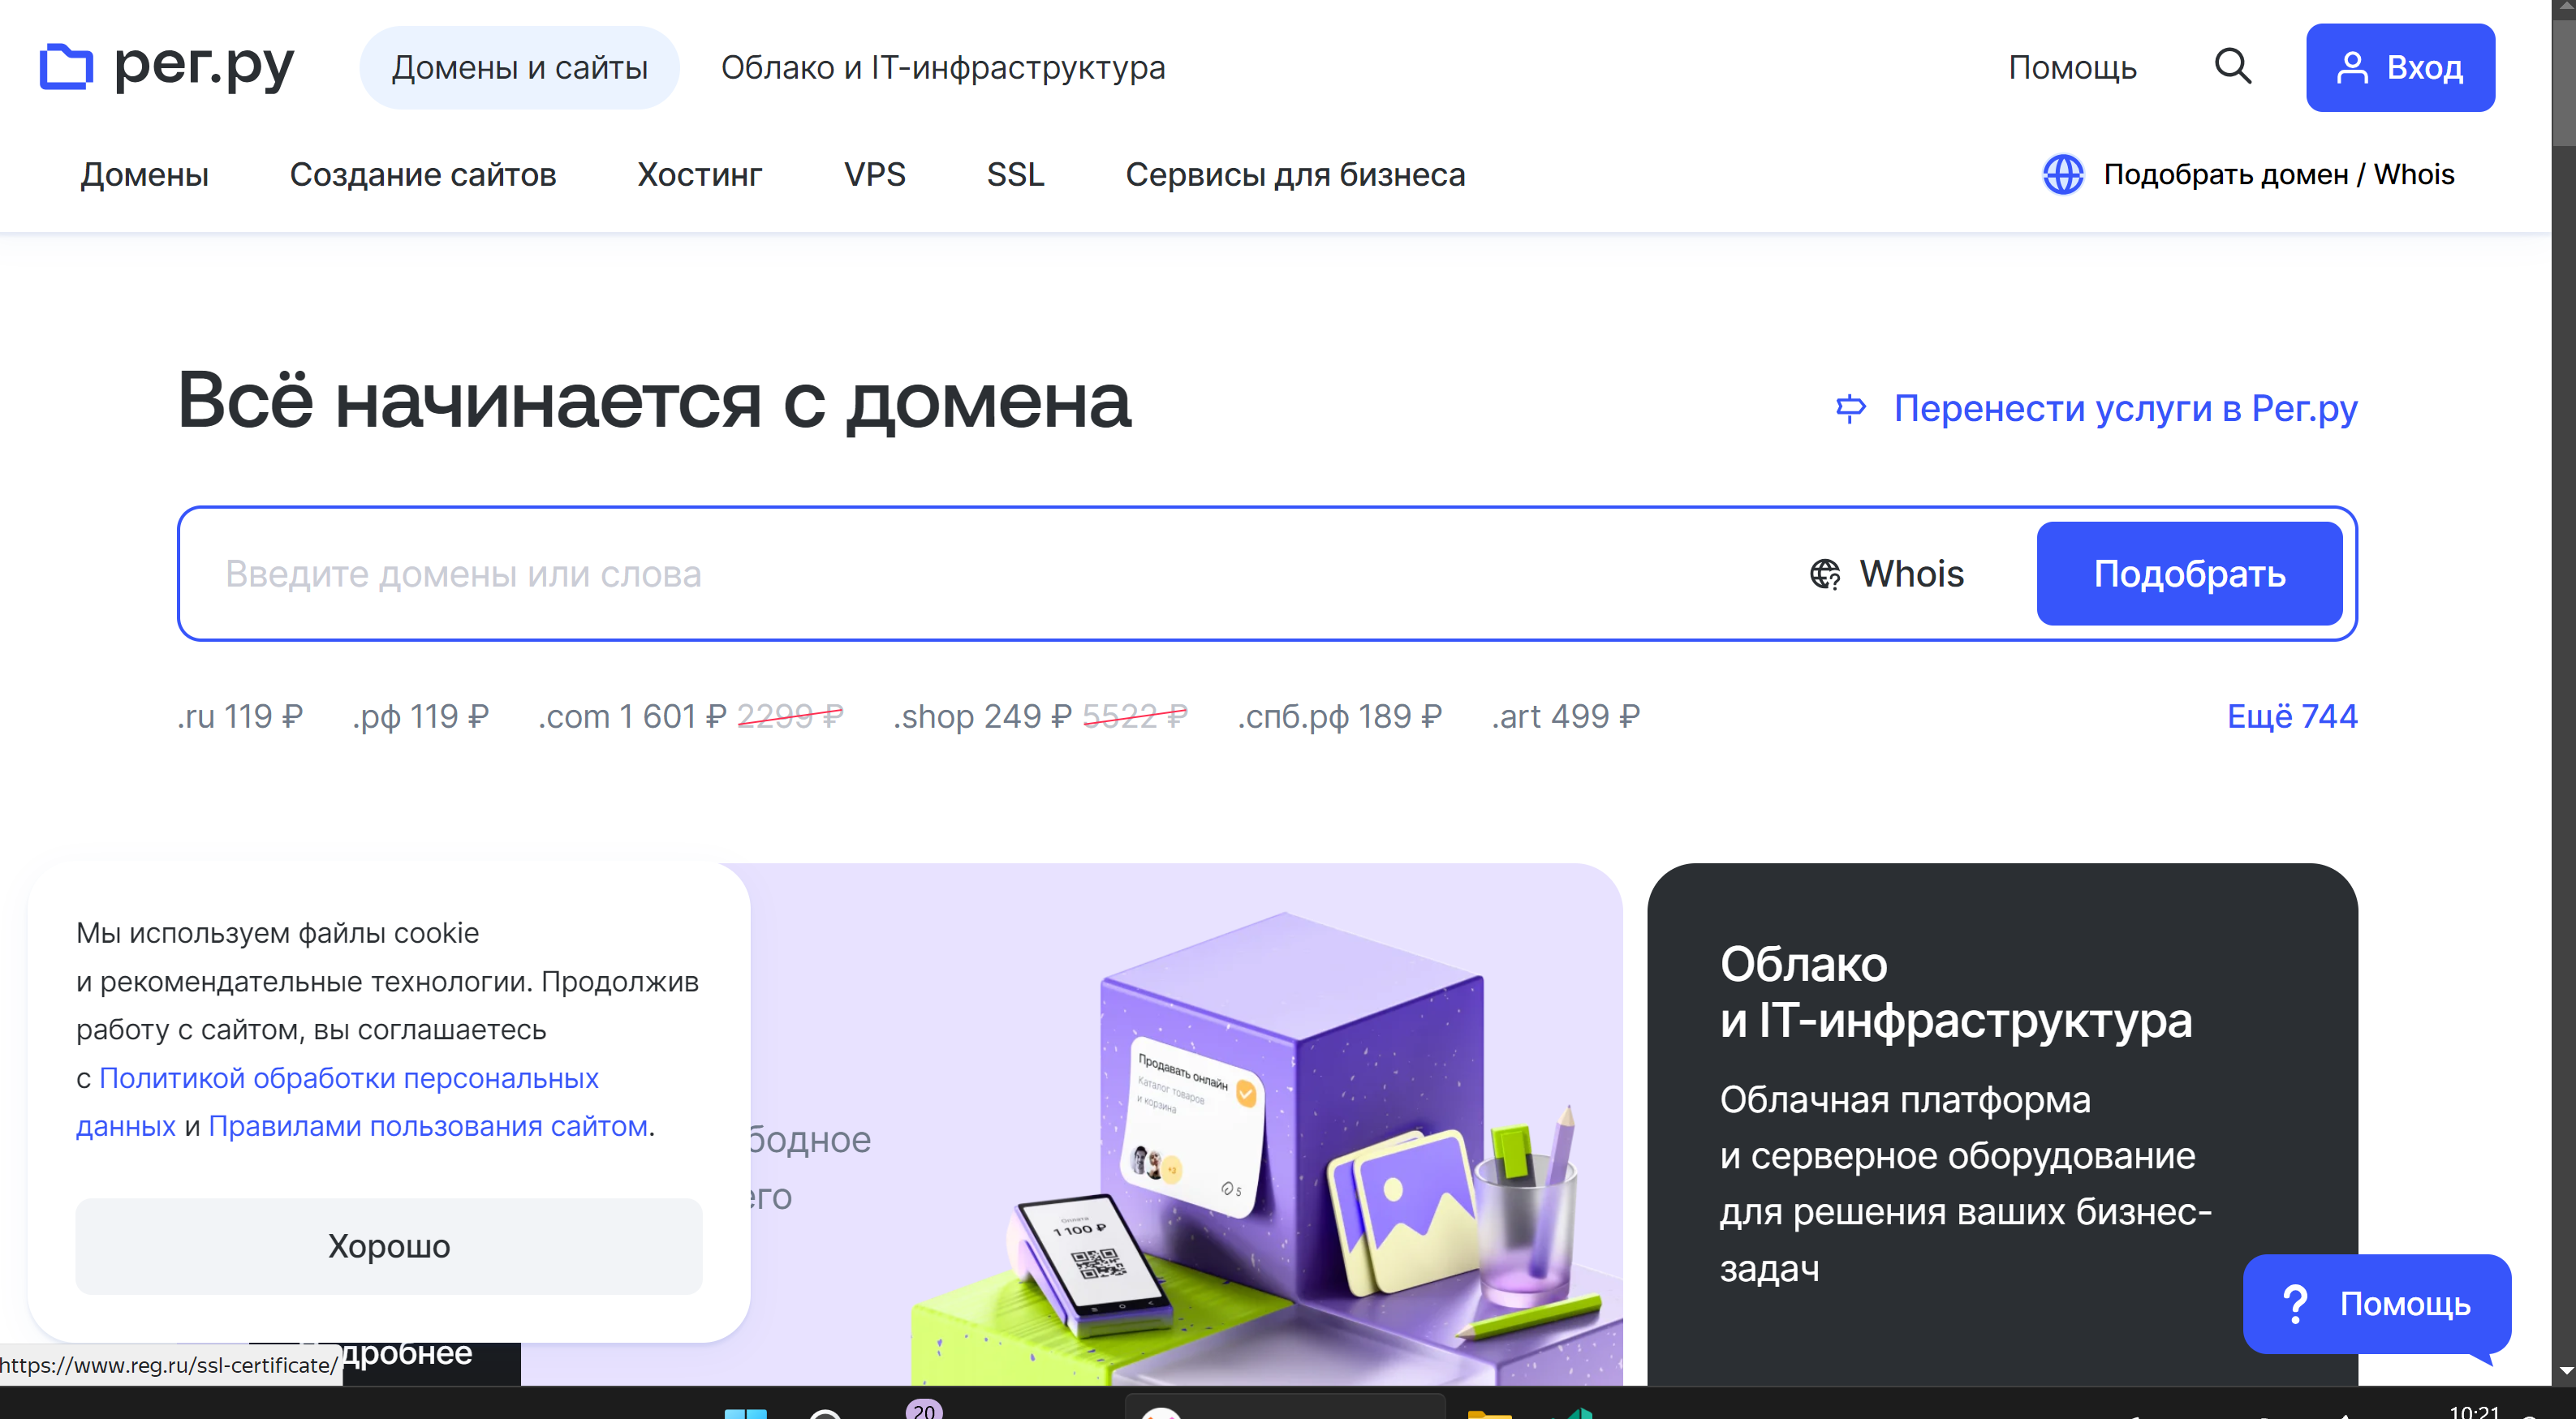 рег.ру
Домены и сайты
Облако и IT-инфраструктура
Помощь
Вход
Домены
Создание сайтов
Хостинг
VPS
SSL
Сервисы для бизнеса
Подобрать домен / Whois
Всё начинается с домена
Перенести услуги в Рег.ру
Введите домены или слова
Whois
Подобрать
.ru 119 ₽
.рф 119 ₽
.com 1 601 ₽ 2299 ₽
.shop 249 ₽ 5522 ₽
.спб.рф 189 ₽
.art 499 ₽
Ещё 744
Мы используем файлы cookie
и рекомендательные технологии. Продолжив
работу с сайтом, вы соглашаетесь
с Политикой обработки персональных
данных и Правилами пользования сайтом.
Хорошо
Продавать онлайн
Каталог товаров
и корзина
+2
5
Оплата
1 100 ₽
Облако
и IT-инфраструктура
Облачная платформа
и серверное оборудование
для решения ваших бизнес-
задач
Помощь
https://www.reg.ru/ssl-certificate/
20
10:21